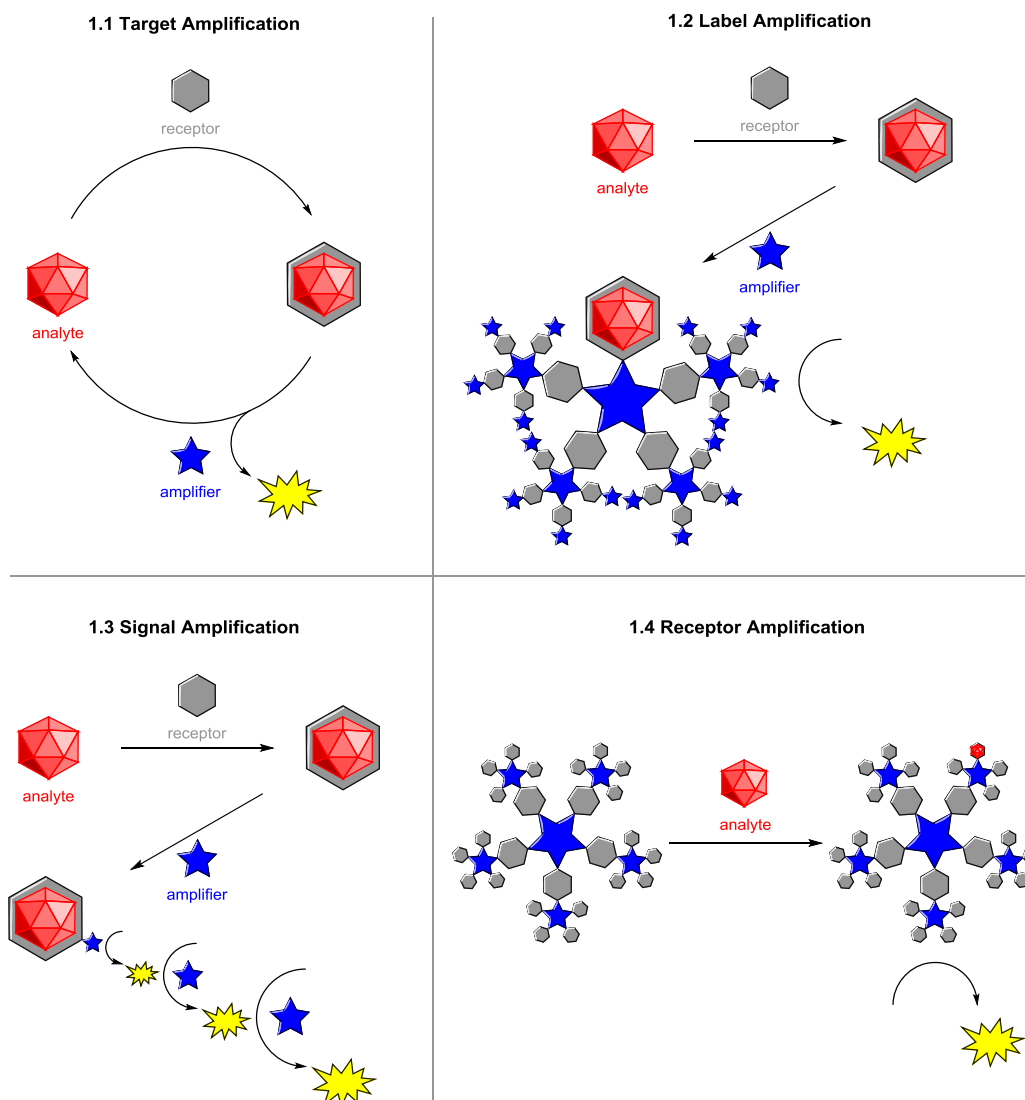 1.1 Target Amplification
receptor
analyte
amplifier
1.2 Label Amplification
receptor
analyte
amplifier
1.3 Signal Amplification
receptor
analyte
amplifier
1.4 Receptor Amplification
analyte